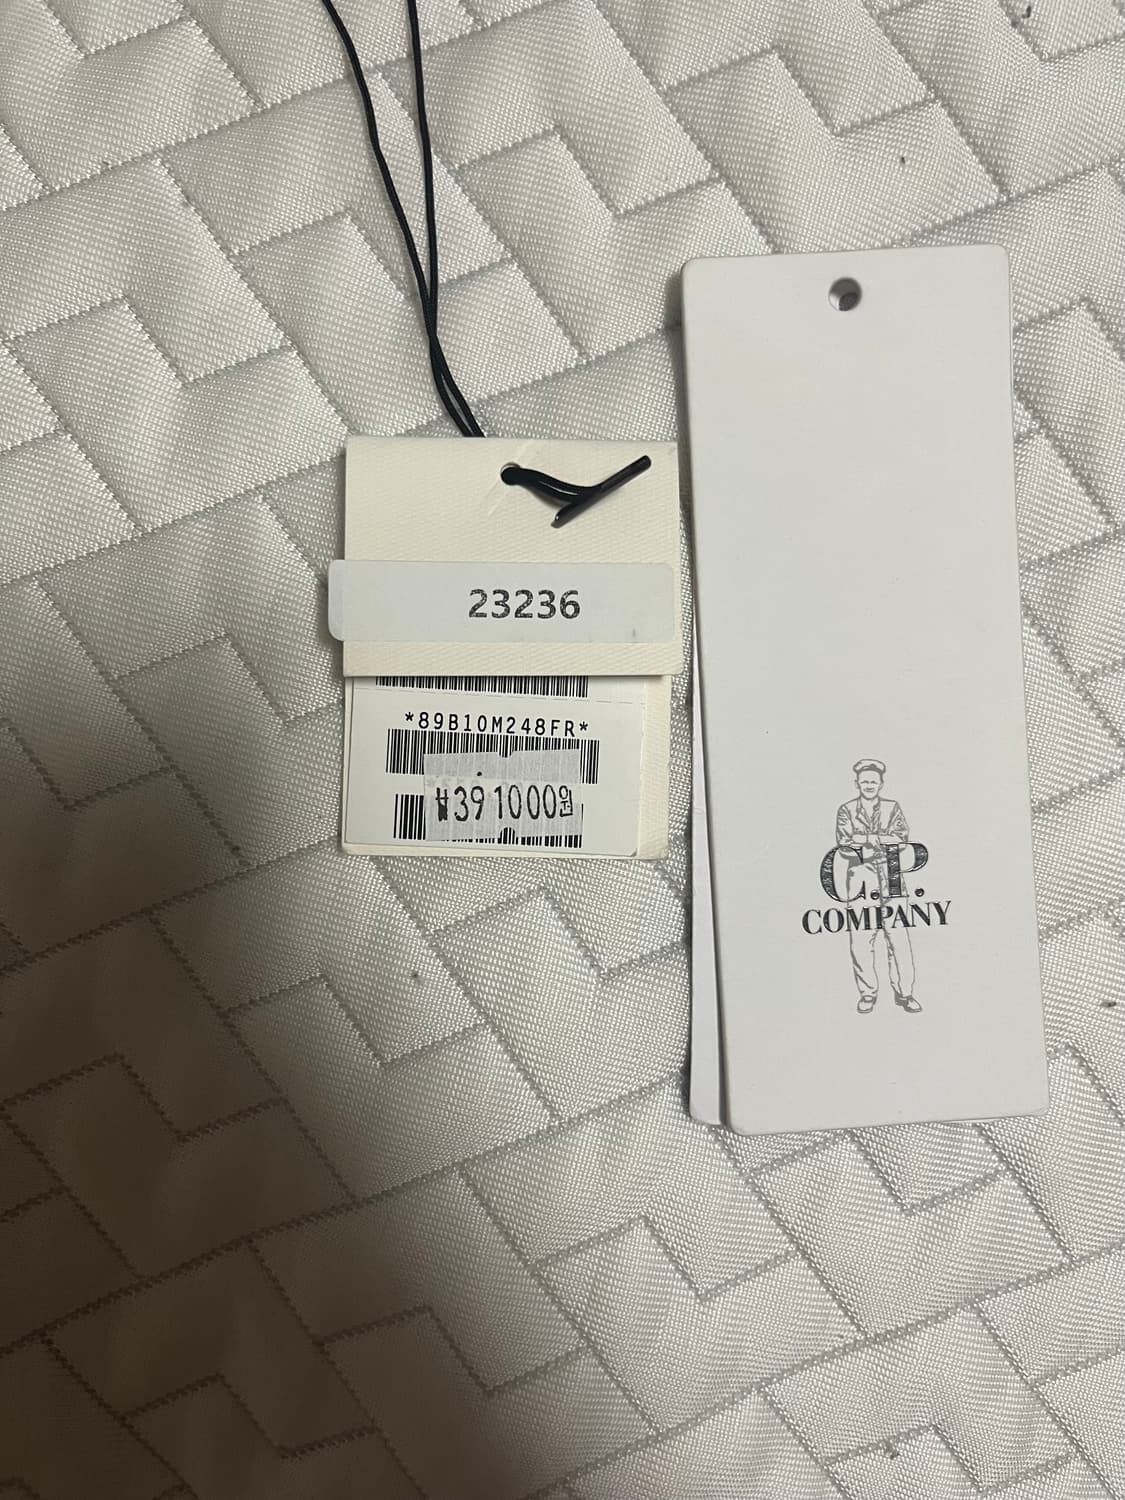 23236
*89B10M248FR*
₩391000원
C.P.
COMPANY